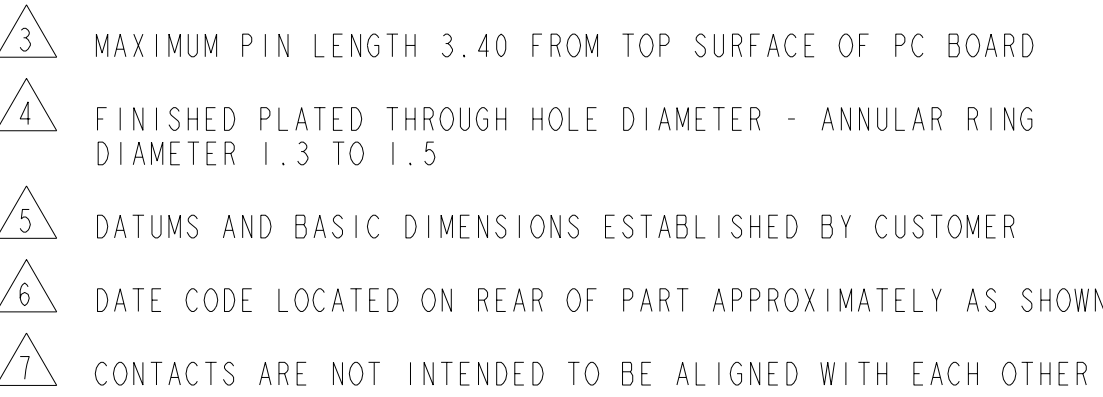 3 MAXIMUM PIN LENGTH 3.40 FROM TOP SURFACE OF PC BOARD
4 FINISHED PLATED THROUGH HOLE DIAMETER - ANNULAR RING
DIAMETER 1.3 TO 1.5
5 DATUMS AND BASIC DIMENSIONS ESTABLISHED BY CUSTOMER
6 DATE CODE LOCATED ON REAR OF PART APPROXIMATELY AS SHOWN
7 CONTACTS ARE NOT INTENDED TO BE ALIGNED WITH EACH OTHER